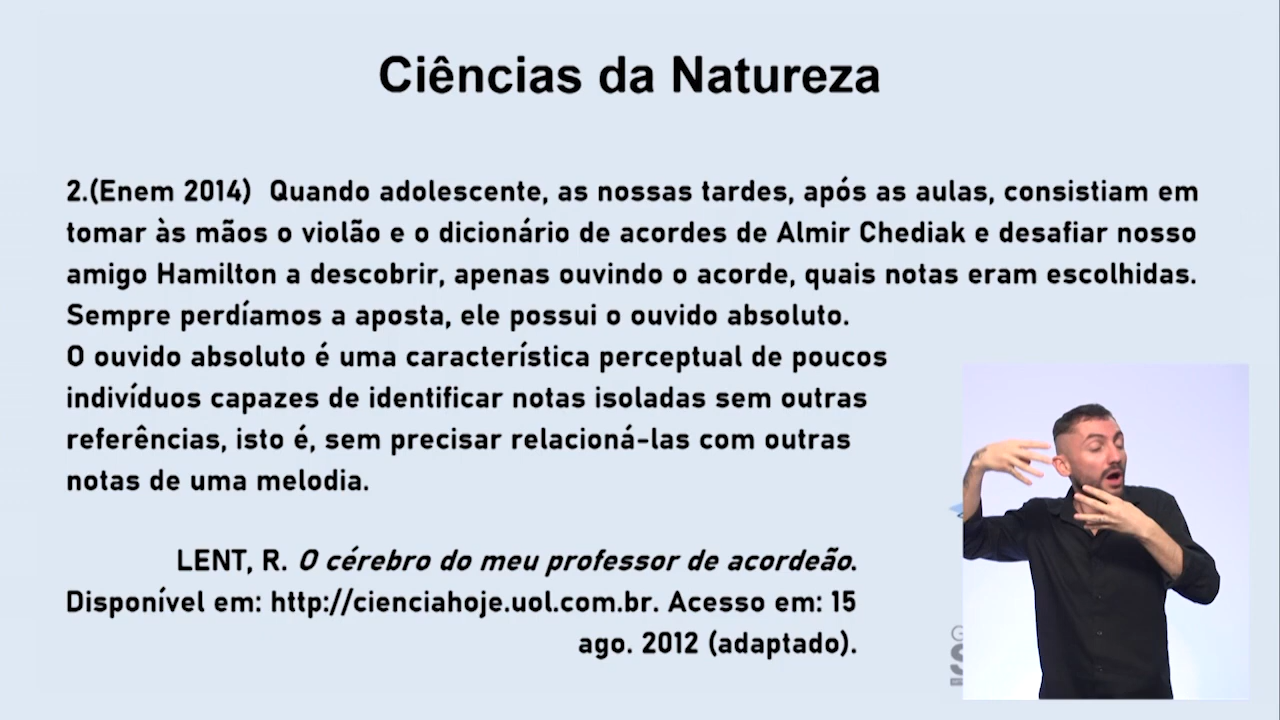 Ciências da Natureza
2.(Enem 2014) Quando adolescente, as nossas tardes, após as aulas, consistiam em
tomar às mãos o violão e o dicionário de acordes de Almir Chediak e desafiar nosso
amigo Hamilton a descobrir, apenas ouvindo o acorde, quais notas eram escolhidas.
Sempre perdíamos a aposta, ele possui o ouvido absoluto.
O ouvido absoluto é uma característica perceptual de poucos
indivíduos capazes de identificar notas isoladas sem outras
referências, isto é, sem precisar relacioná-las com outras
notas de uma melodia.
LENT, R. O cérebro do meu professor de acordeão.
Disponível em: http://cienciahoje.uol.com.br. Acesso em: 15
ago. 2012 (adaptado).